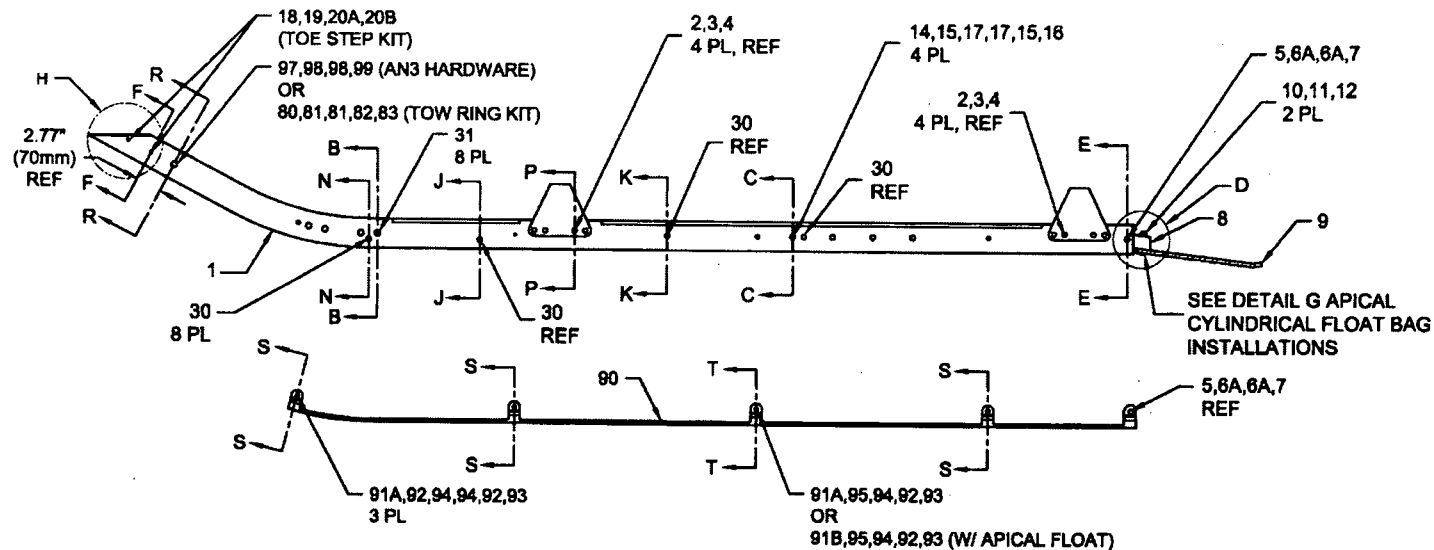 18,19,20A,20B
(TOE STEP KIT)
97,98,98,99 (AN3 HARDWARE)
OR
80,81,81,82,83 (TOW RING KIT)
2,3,4
4 PL, REF
14,15,17,17,15,16
4 PL
5,6A,6A,7
10,11,12
2 PL
2,3,4
4 PL, REF
H
R
F
2.77"
(70mm)
REF
F
R
31
8 PL
30
REF
30
REF
B
N
J
P
K
C
E
D
8
9
1
N
B
J
P
K
C
E
30
8 PL
30
REF
SEE DETAIL G APICAL
CYLINDRICAL FLOAT BAG
INSTALLATIONS
S
S
90
T
S
5,6A,6A,7
REF
S
S
T
S
91A,92,94,94,92,93
3 PL
91A,95,94,92,93
OR
91B,95,94,92,93 (W/ APICAL FLOAT)